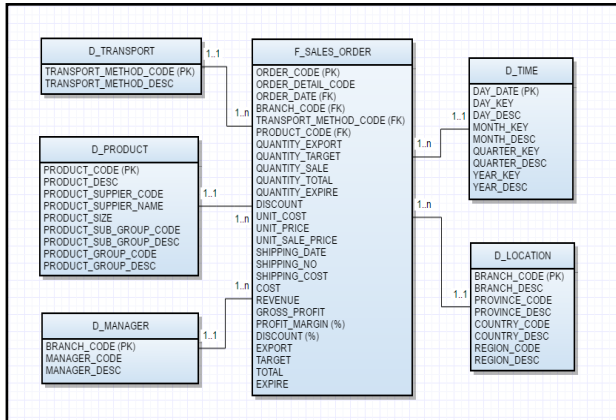 D_TRANSPORT
TRANSPORT_METHOD_CODE (PK)
TRANSPORT_METHOD_DESC
1..1
1..n
D_PRODUCT
PRODUCT_CODE (PK)
PRODUCT_DESC
PRODUCT_SUPPIER_CODE
PRODUCT_SUPPIER_NAME
PRODUCT_SIZE
PRODUCT_SUB_GROUP_CODE
PRODUCT_SUB_GROUP_DESC
PRODUCT_GROUP_CODE
PRODUCT_GROUP_DESC
1..1
1..n
D_MANAGER
BRANCH_CODE (PK)
MANAGER_CODE
MANAGER_DESC
1..1
1..n
F_SALES_ORDER
ORDER_CODE (PK)
ORDER_DETAIL_CODE
ORDER_DATE (FK)
BRANCH_CODE (FK)
TRANSPORT_METHOD_CODE (FK)
PRODUCT_CODE (FK)
QUANTITY_EXPORT
QUANTITY_TARGET
QUANTITY_SALE
QUANTITY_TOTAL
QUANTITY_EXPIRE
DISCOUNT
UNIT_COST
UNIT_PRICE
UNIT_SALE_PRICE
SHIPPING_DATE
SHIPPING_NO
SHIPPING_COST
COST
REVENUE
GROSS_PROFIT
PROFIT_MARGIN (%)
DISCOUNT (%)
EXPORT
TARGET
TOTAL
EXPIRE
D_TIME
DAY_DATE (PK)
DAY_KEY
DAY_DESC
MONTH_KEY
MONTH_DESC
QUARTER_KEY
QUARTER_DESC
YEAR_KEY
YEAR_DESC
1..1
1..n
D_LOCATION
BRANCH_CODE (PK)
BRANCH_DESC
PROVINCE_CODE
PROVINCE_DESC
COUNTRY_CODE
COUNTRY_DESC
REGION_CODE
REGION_DESC
1..n
1..1